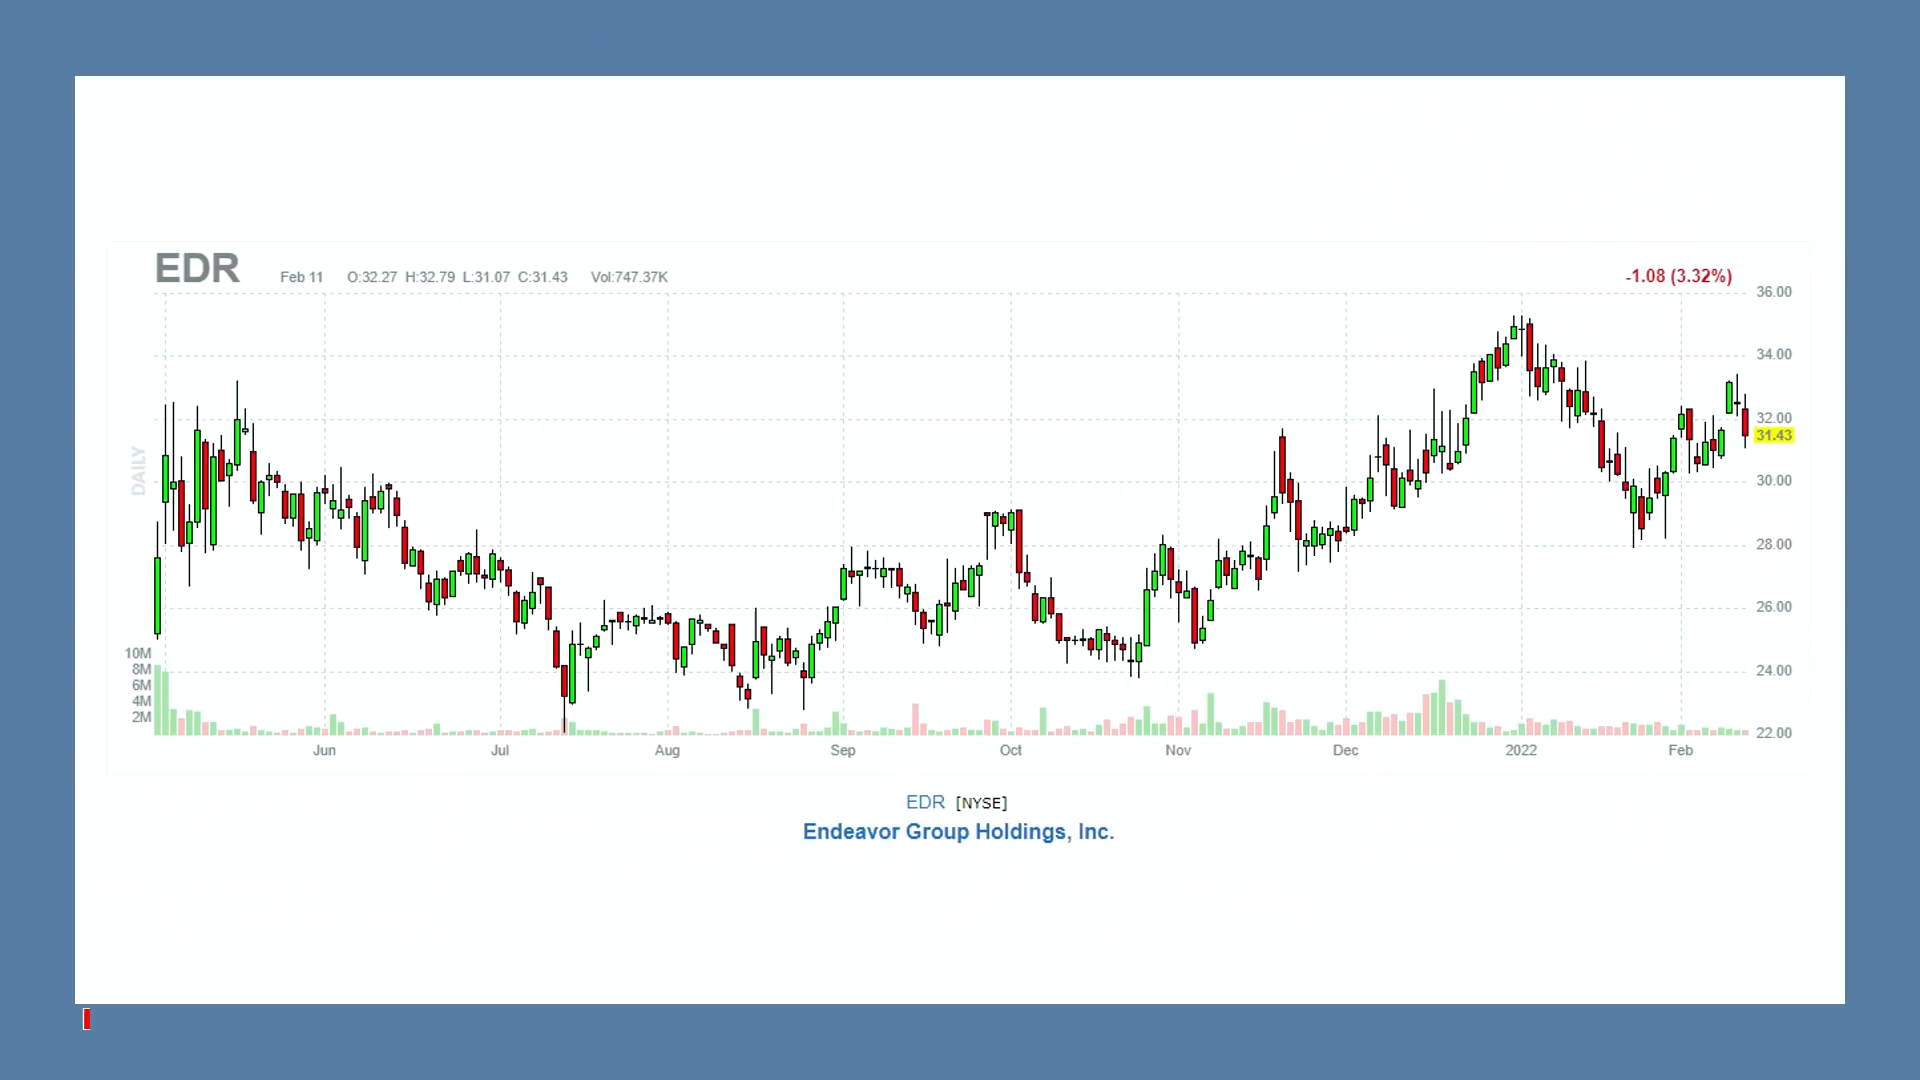 EDR Feb 11 O:32.27 H:32.79 L:31.07 C:31.43 Vol:747.37K -1.08 (3.32%)
36.00
34.00
32.00
31.43
30.00
28.00
26.00
24.00
22.00
DAILY
10M
8M
6M
4M
2M
Jun Jul Aug Sep Oct Nov Dec 2022 Feb
EDR [NYSE]
Endeavor Group Holdings, Inc.